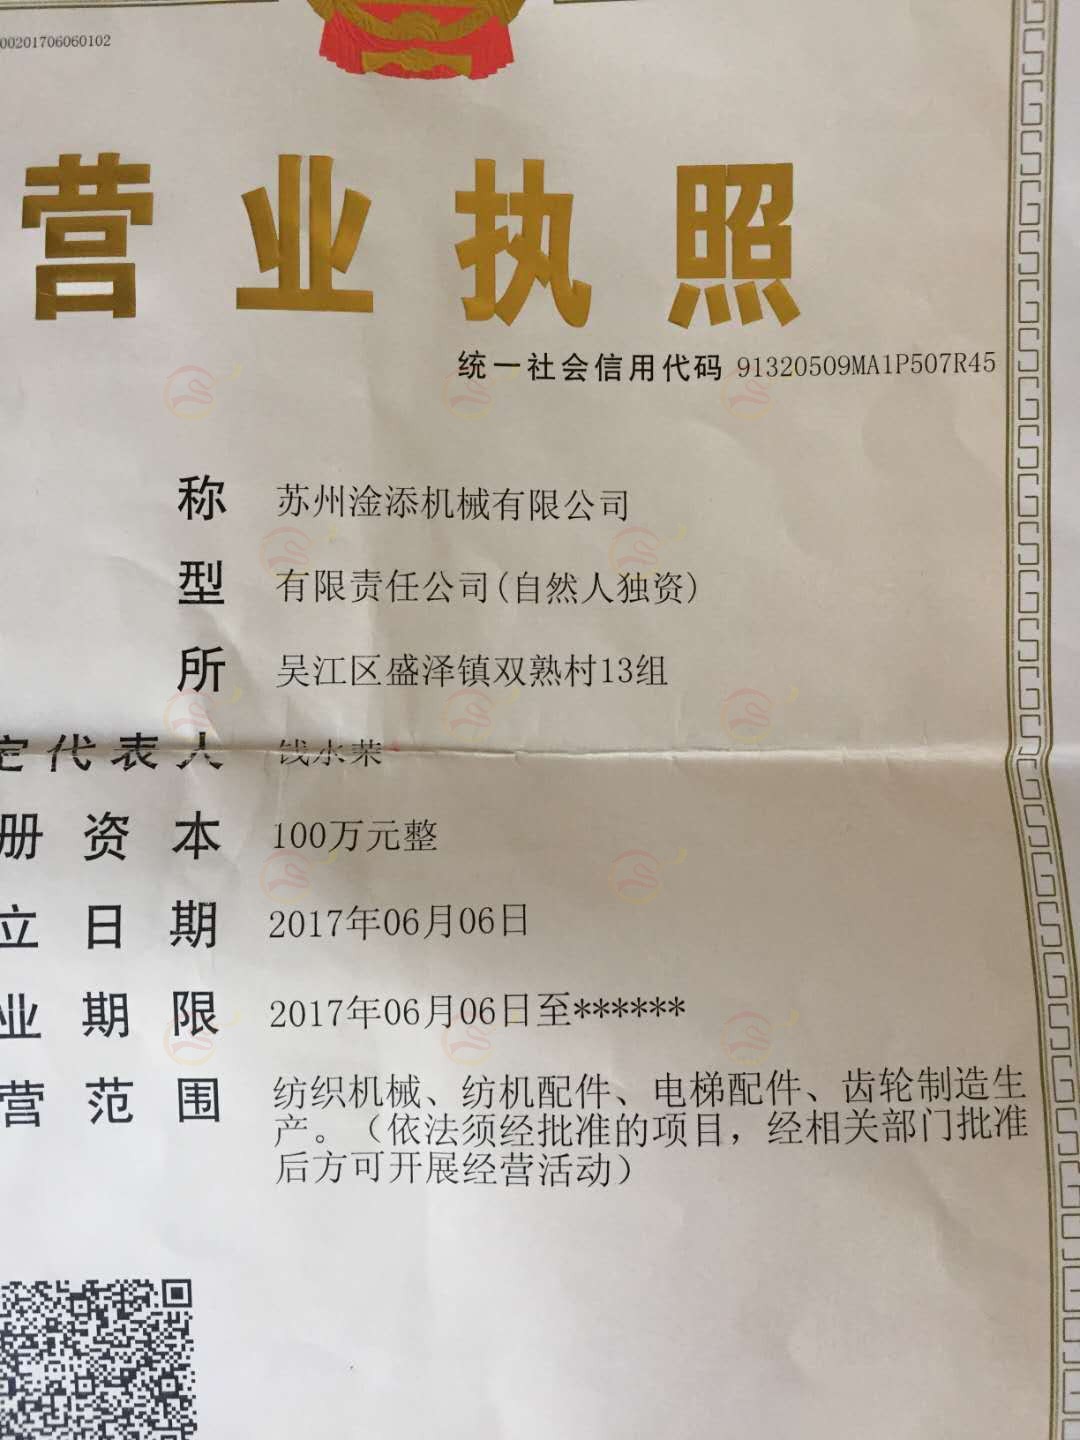 00201706060102
营业执照
统一社会信用代码 91320509MA1P507R45
称 苏州淦添机械有限公司
型 有限责任公司(自然人独资)
所 吴江区盛泽镇双熟村13组
定代表人 钱水荣
册资本 100万元整
立日期 2017年06月06日
业期限 2017年06月06日至******
营范围 纺织机械、纺机配件、电梯配件、齿轮制造生
产。（依法须经批准的项目，经相关部门批准
后方可开展经营活动）